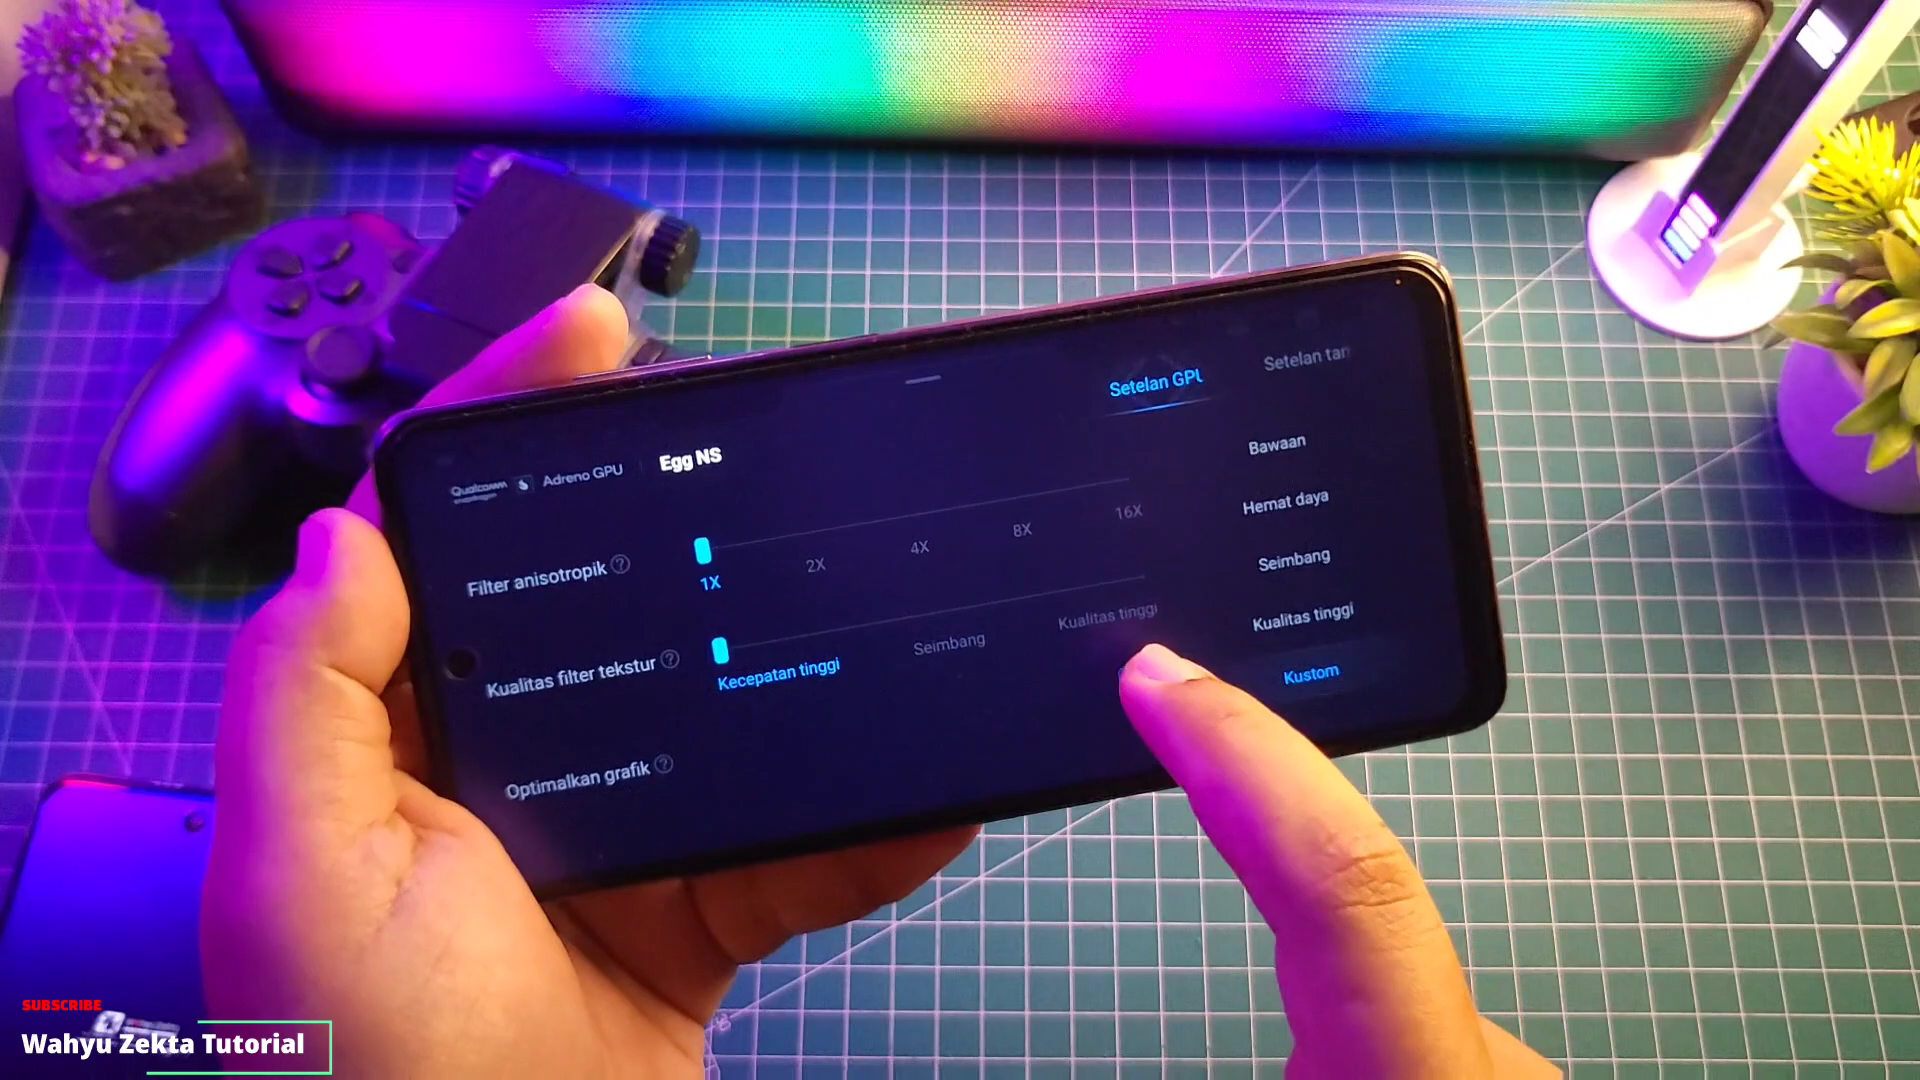 Setelan GPU
Setelan tan
Qualcomm
snapdragon
Adreno GPU
Egg NS
Bawaan
Filter anisotropik ?
1X
2X
4X
8X
16X
Hemat daya
Seimbang
Kualitas filter tekstur ?
Kecepatan tinggi
Seimbang
Kualitas tinggi
Kualitas tinggi
Kustom
Optimalkan grafik ?
SUBSCRIBE
Wahyu Zekta Tutorial